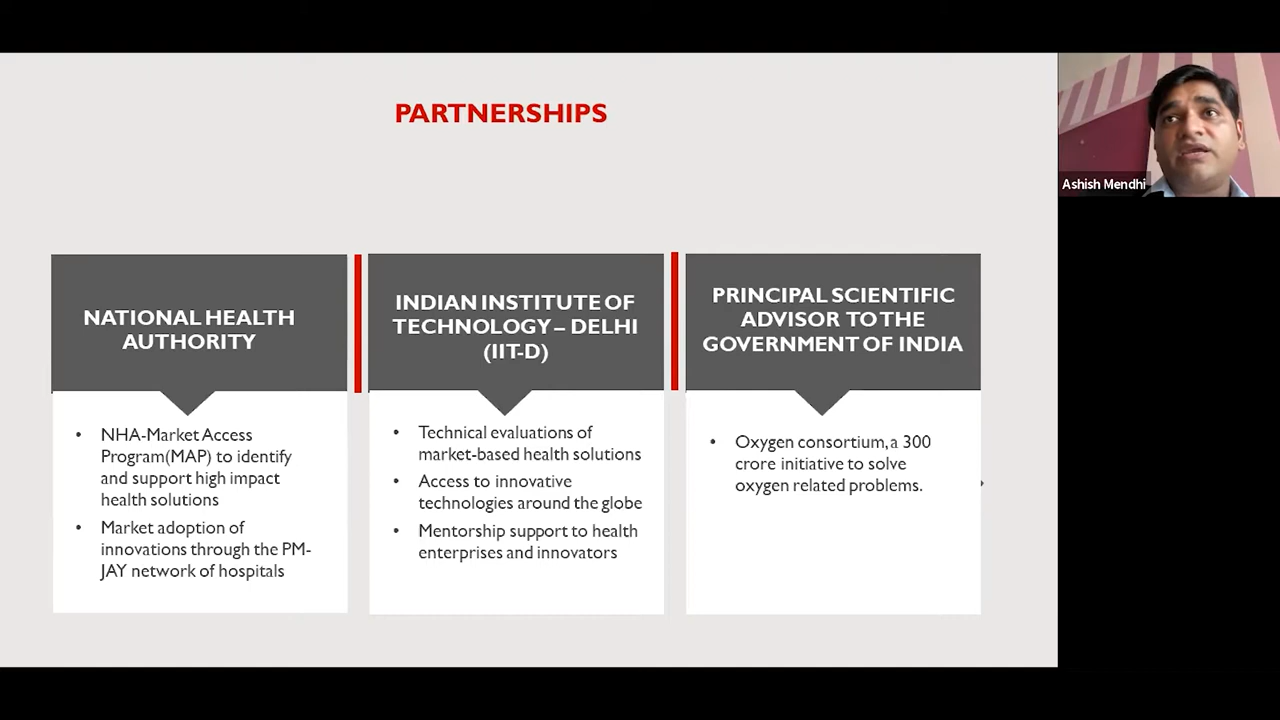 PARTNERSHIPS
Ashish Mendhi
NATIONAL HEALTH
AUTHORITY
NHA-Market Access
Program(MAP) to identify
and support high impact
health solutions
Market adoption of
innovations through the PM-
JAY network of hospitals
INDIAN INSTITUTE OF
TECHNOLOGY – DELHI
(IIT-D)
Technical evaluations of
market-based health solutions
Access to innovative
technologies around the globe
Mentorship support to health
enterprises and innovators
PRINCIPAL SCIENTIFIC
ADVISOR TO THE
GOVERNMENT OF INDIA
Oxygen consortium, a 300
crore initiative to solve
oxygen related problems.